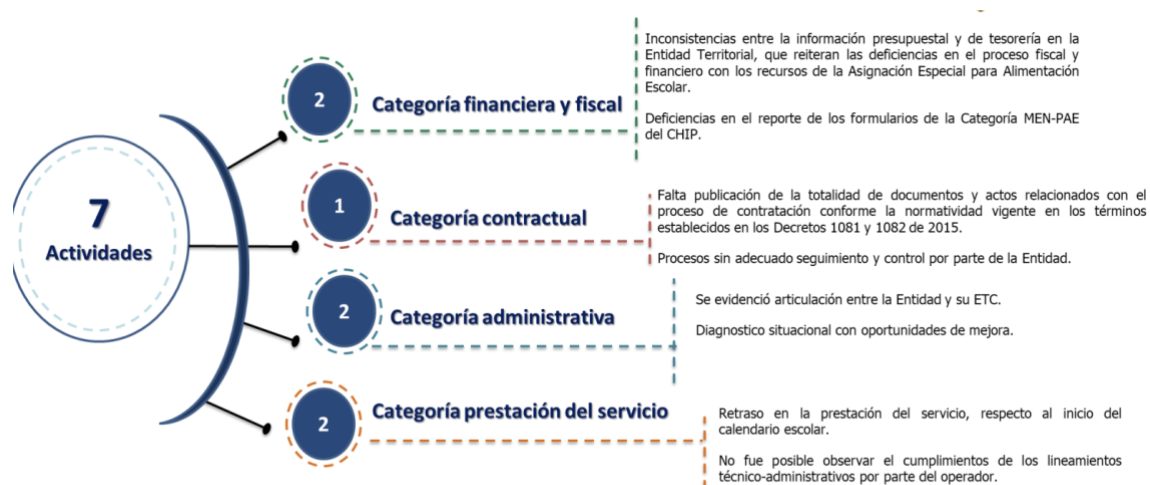 7
Actividades
2
Categoría financiera y fiscal
Inconsistencias entre la información presupuestal y de tesorería en la
Entidad Territorial, que reiteran las deficiencias en el proceso fiscal y
financiero con los recursos de la Asignación Especial para Alimentación
Escolar.
Deficiencias en el reporte de los formularios de la Categoría MEN-PAE
del CHIP.
1
Categoría contractual
Falta publicación de la totalidad de documentos y actos relacionados con el
proceso de contratación conforme la normatividad vigente en los términos
establecidos en los Decretos 1081 y 1082 de 2015.
Procesos sin adecuado seguimiento y control por parte de la Entidad.
2
Categoría administrativa
Se evidenció articulación entre la Entidad y su ETC.
Diagnostico situacional con oportunidades de mejora.
2
Categoría prestación del servicio
Retraso en la prestación del servicio, respecto al inicio del
calendario escolar.
No fue posible observar el cumplimientos de los lineamientos
técnico-administrativos por parte del operador.